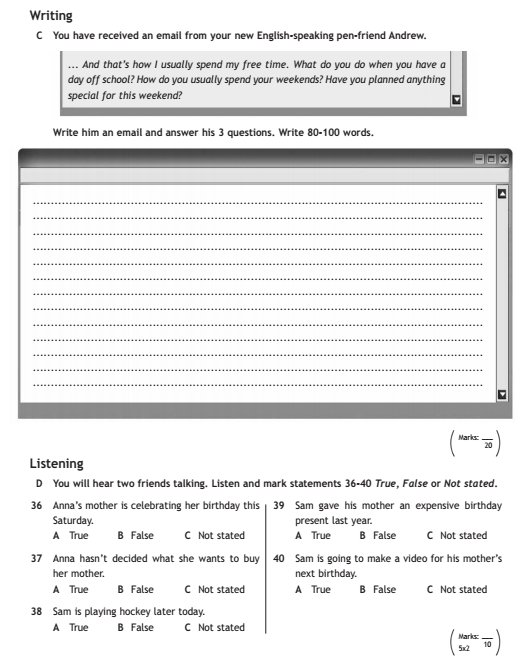 Writing
C You have received an email from your new English-speaking pen-friend Andrew.
... And that's how I usually spend my free time. What do you do when you have a
day off school? How do you usually spend your weekends? Have you planned anything
special for this weekend?
Write him an email and answer his 3 questions. Write 80-100 words.
Marks: 20
Listening
D You will hear two friends talking. Listen and mark statements 36-40 True, False or Not stated.
36 Anna's mother is celebrating her birthday this
Saturday.
A True B False C Not stated
37 Anna hasn't decided what she wants to buy
her mother.
A True B False C Not stated
38 Sam is playing hockey later today.
A True B False C Not stated
39 Sam gave his mother an expensive birthday
present last year.
A True B False C Not stated
40 Sam is going to make a video for his mother's
next birthday.
A True B False C Not stated
Marks:
5x2 10